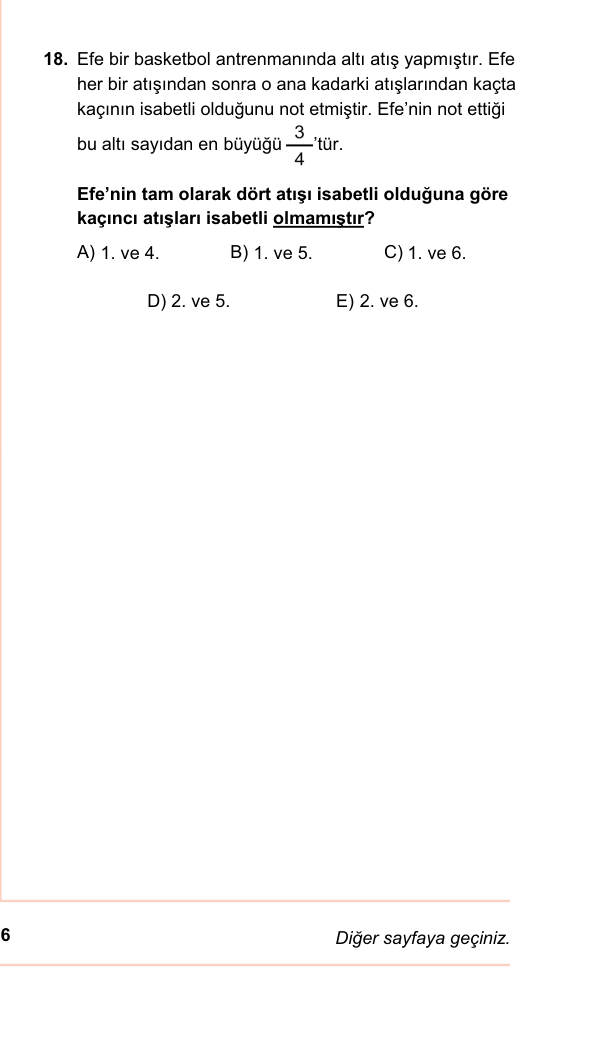 18. Efe bir basketbol antrenmanında altı atış yapmıştır. Efe
her bir atışından sonra o ana kadarki atışlarından kaçta
kaçının isabetli olduğunu not etmiştir. Efe’nin not ettiği
bu altı sayıdan en büyüğü 3/4’tür.
Efe’nin tam olarak dört atışı isabetli olduğuna göre
kaçıncı atışları isabetli olmamıştır?
A) 1. ve 4. B) 1. ve 5. C) 1. ve 6.
D) 2. ve 5. E) 2. ve 6.
6 Diğer sayfaya geçiniz.